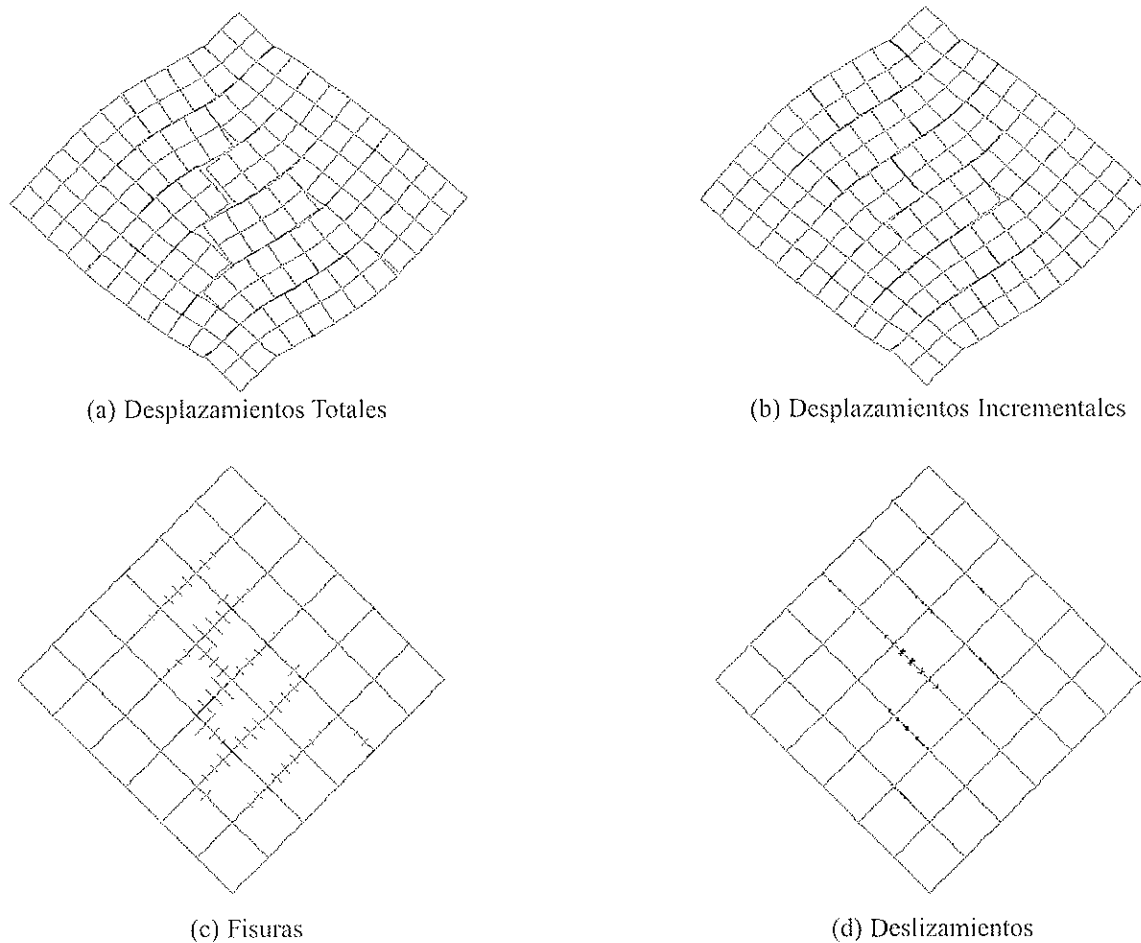 (a) Desplazamientos Totales
(b) Desplazamientos Incrementales
(c) Fisuras
(d) Deslizamientos